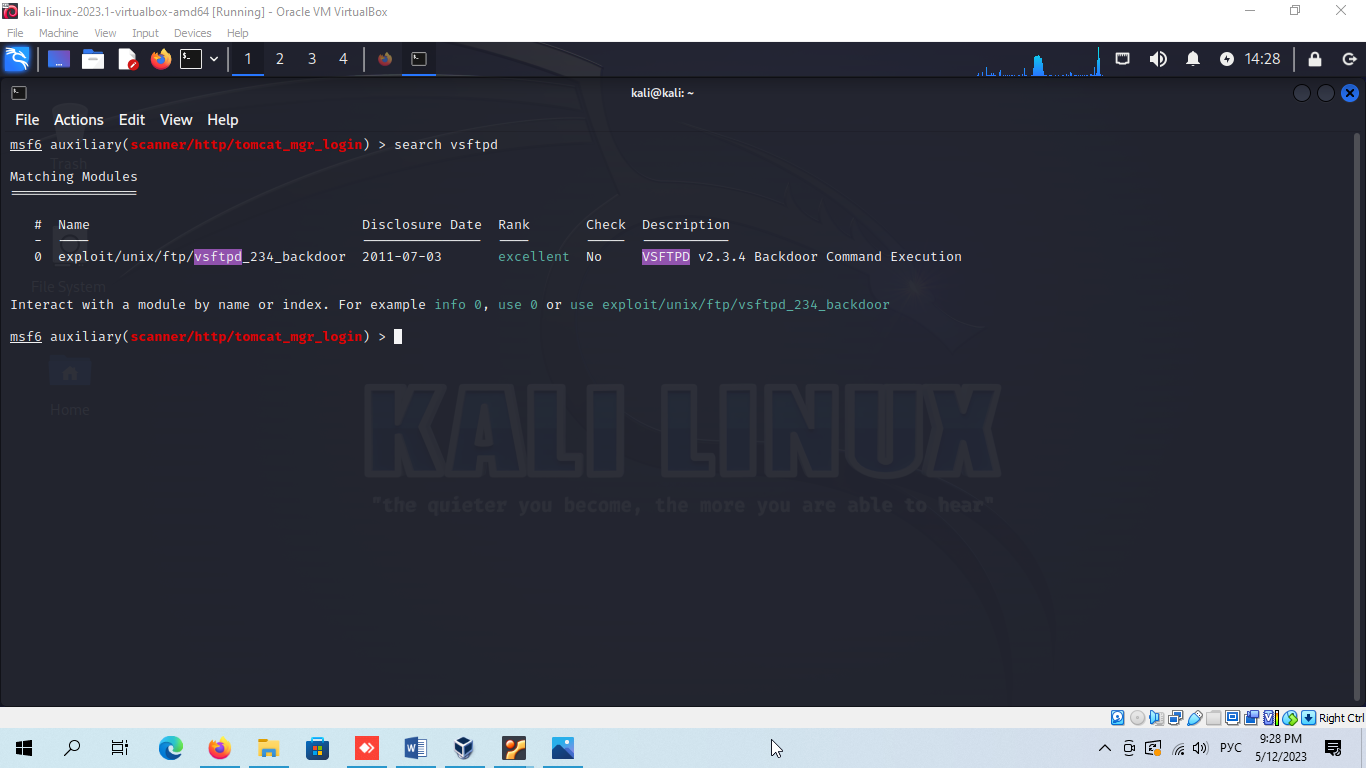 kali-linux-2023.1-virtualbox-amd64 [Running] - Oracle VM VirtualBox
File Machine View Input Devices Help
1 2 3 4 14:28
kali@kali: ~
File Actions Edit View Help
msf6 auxiliary(scanner/http/tomcat_mgr_login) > search vsftpd
Trash
Matching Modules
================
# Name Disclosure Date Rank Check Description
- ---- --------------- ---- ----- -----------
0 exploit/unix/ftp/vsftpd_234_backdoor 2011-07-03 excellent No VSFTPD v2.3.4 Backdoor Command Execution
File System
Interact with a module by name or index. For example info 0, use 0 or use exploit/unix/ftp/vsftpd_234_backdoor
msf6 auxiliary(scanner/http/tomcat_mgr_login) >
Home
KALI LINUX
"the quieter you become, the more you are able to hear"
Right Ctrl
РУС
9:28 PM
5/12/2023